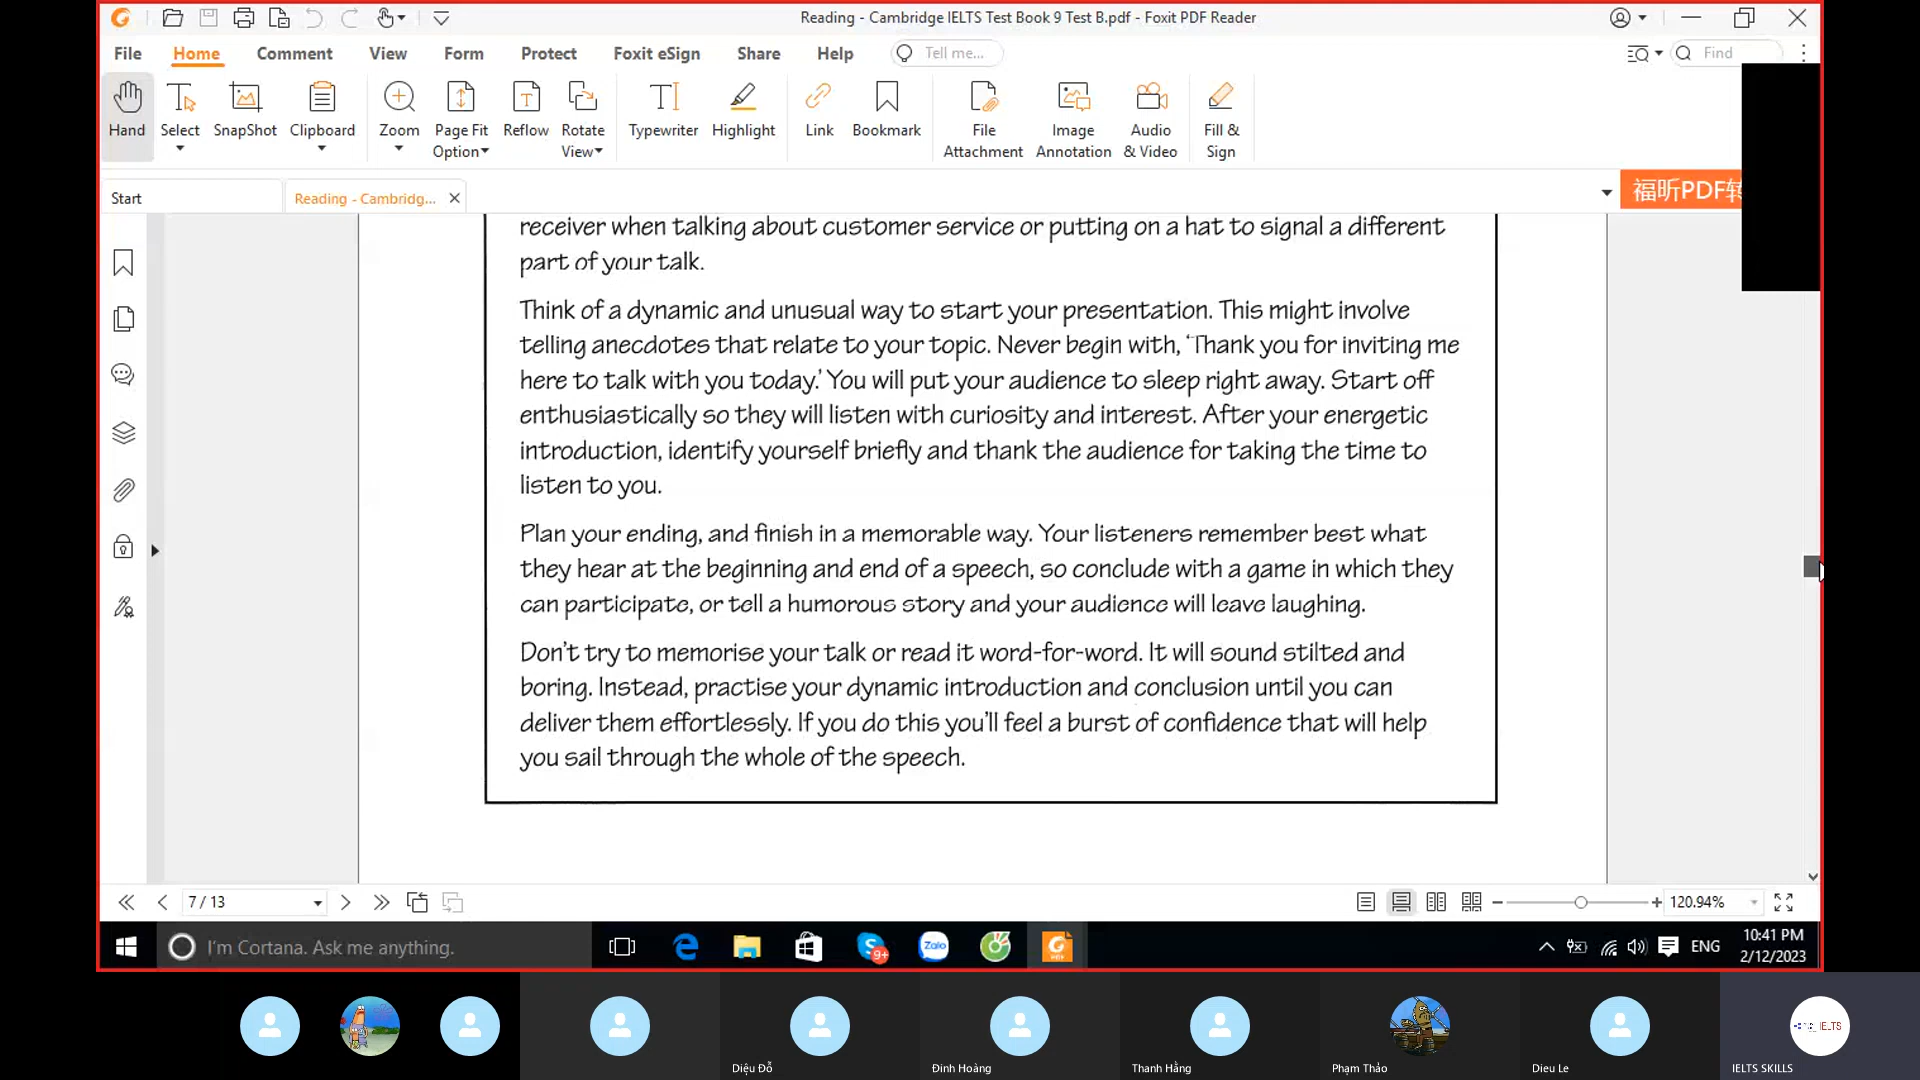 Reading - Cambridge IELTS Test Book 9 Test B.pdf - Foxit PDF Reader
File Home Comment View Form Protect Foxit eSign Share Help Tell me... Find
Hand Select SnapShot Clipboard Zoom Page Fit Option Reflow Rotate View Typewriter Highlight Link Bookmark File Attachment Image Annotation Audio & Video Fill & Sign
Start Reading - Cambridg... 福昕PDF转
receiver when talking about customer service or putting on a hat to signal a different
part of your talk.
Think of a dynamic and unusual way to start your presentation. This might involve
telling anecdotes that relate to your topic. Never begin with, ‘Thank you for inviting me
here to talk with you today.’ You will put your audience to sleep right away. Start off
enthusiastically so they will listen with curiosity and interest. After your energetic
introduction, identify yourself briefly and thank the audience for taking the time to
listen to you.
Plan your ending, and finish in a memorable way. Your listeners remember best what
they hear at the beginning and end of a speech, so conclude with a game in which they
can participate, or tell a humorous story and your audience will leave laughing.
Don’t try to memorise your talk or read it word-for-word. It will sound stilted and
boring. Instead, practise your dynamic introduction and conclusion until you can
deliver them effortlessly. If you do this you’ll feel a burst of confidence that will help
you sail through the whole of the speech.
7 / 13 120.94%
I'm Cortana. Ask me anything. 9+ Zalo ENG 10:41 PM
2/12/2023
IELTS
Diệu Đỗ Đinh Hoàng Thanh Hằng Phạm Thảo Dieu Le IELTS SKILLS